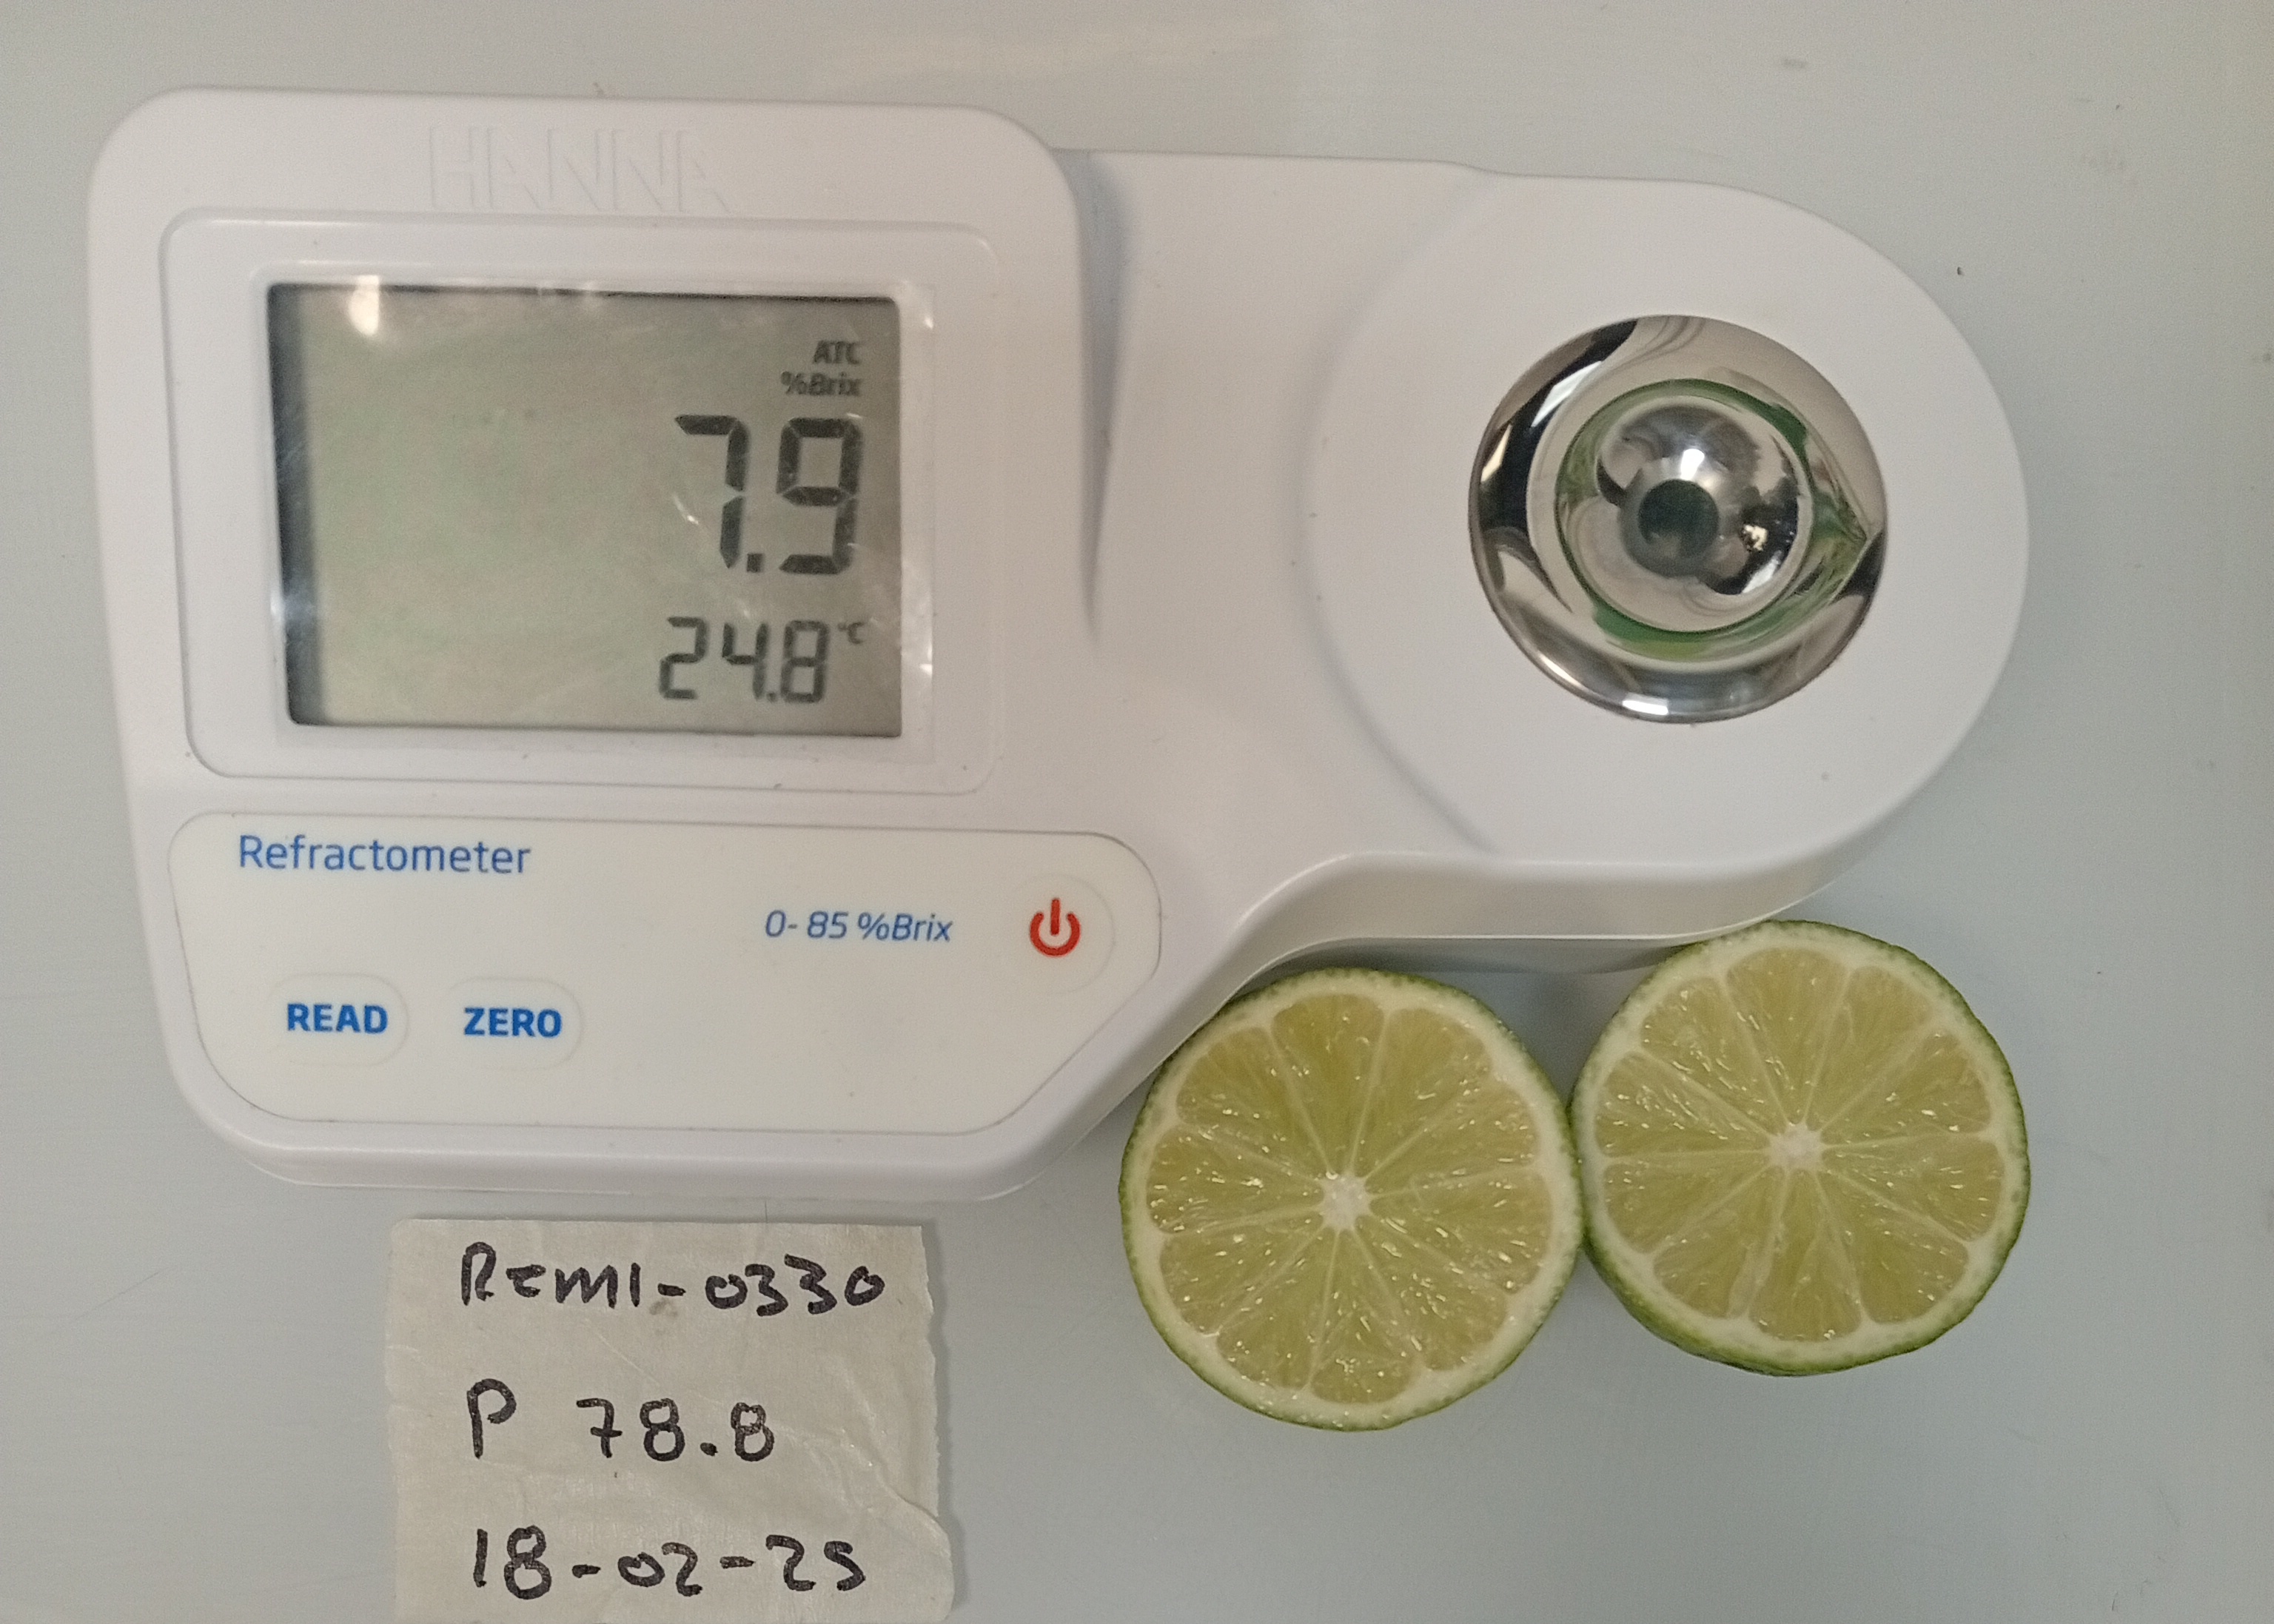 HANNA
ATC
%Brix
7.9
24.8°C
Refractometer
0- 85 %Brix
READ ZERO
Remi-0330
P 78.8
18-02-25